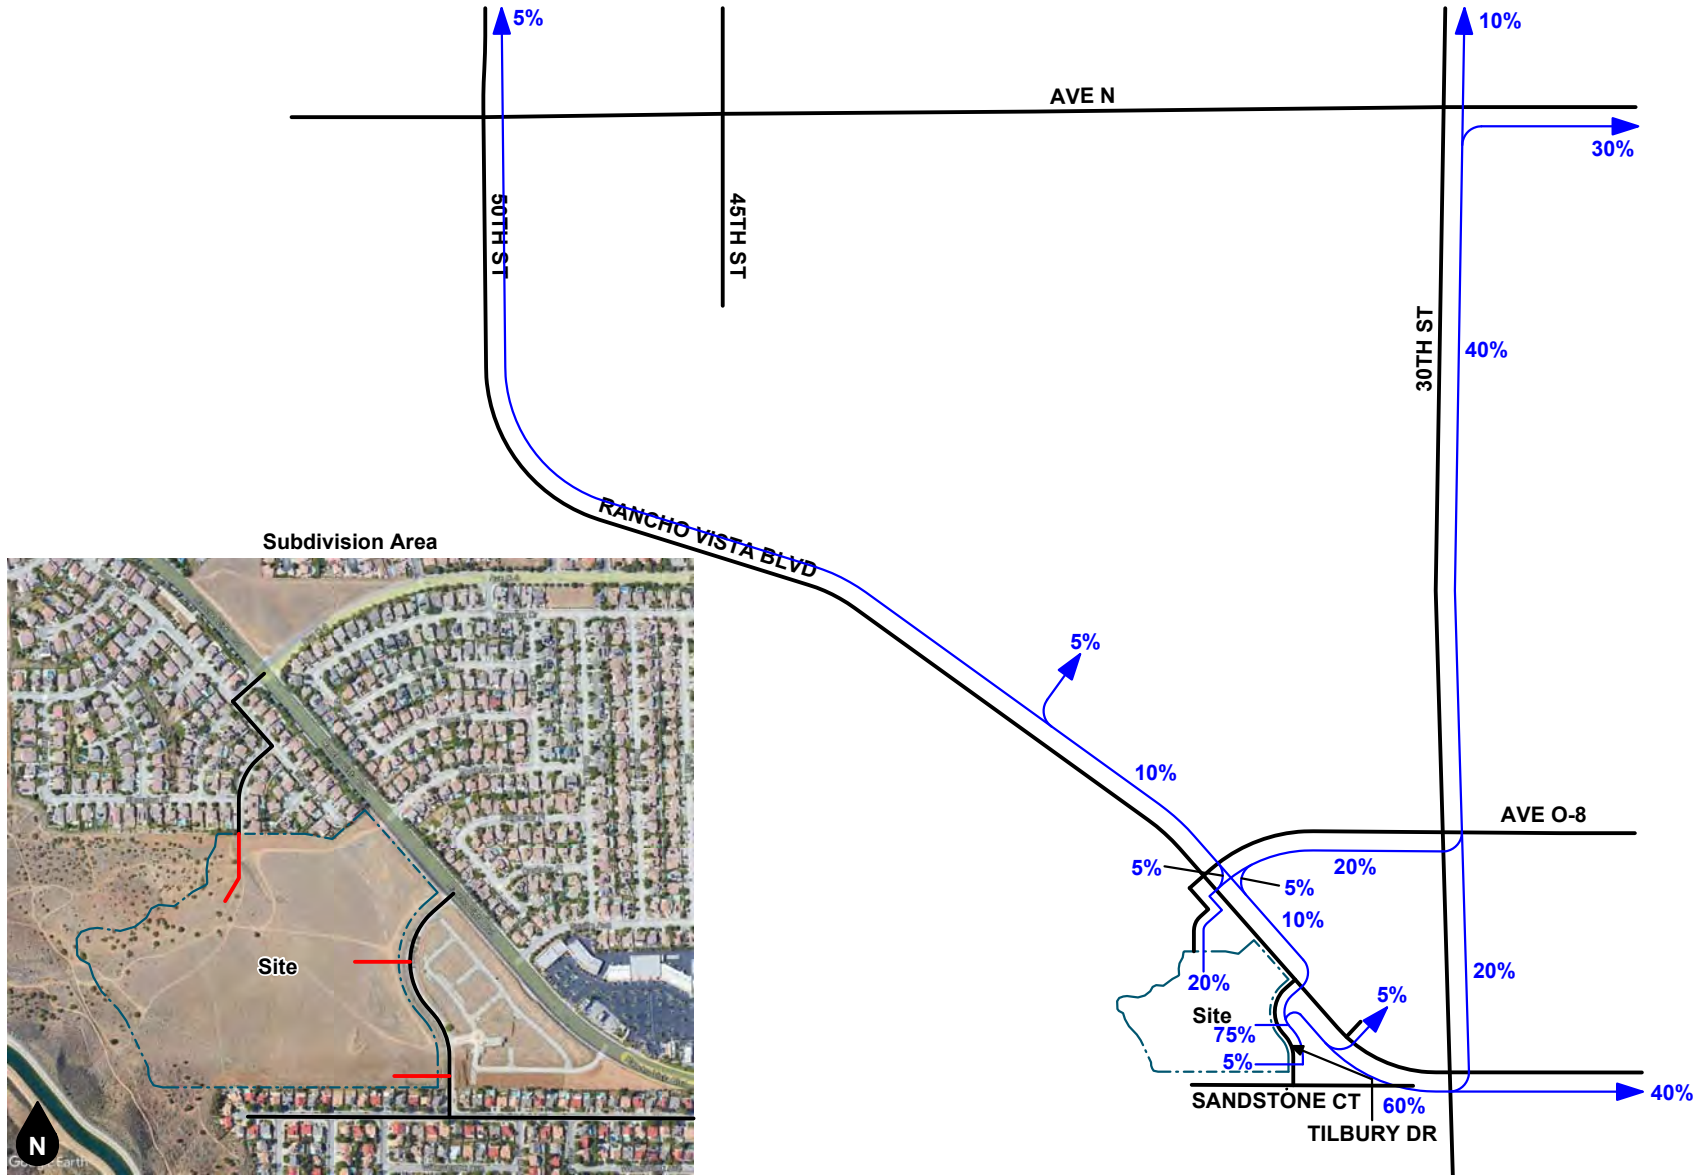 5%
10%
AVE N
30%
50TH ST
45TH ST
30TH ST
40%
RANCHO VISTA BLVD
Subdivision Area
5%
10%
AVE O-8
5%
20%
5%
10%
Site
20%
20%
5%
Site
75%
5%
SANDSTONE CT
60%
40%
TILBURY DR
N